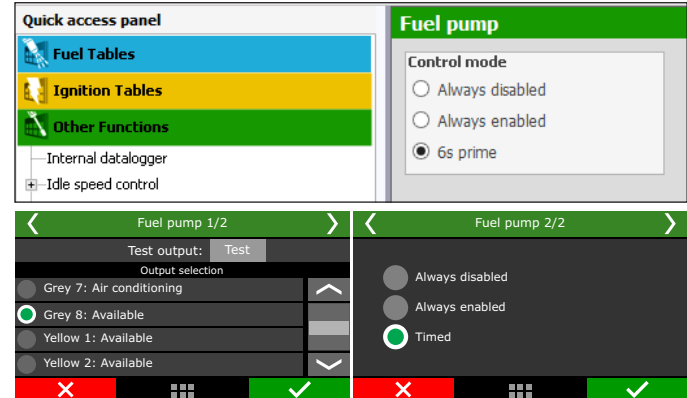 Quick access panel
Fuel Tables
Ignition Tables
Other Functions
Internal datalogger
Idle speed control
Fuel pump
Control mode
Always disabled
Always enabled
6s prime
Fuel pump 1/2
Test output: Test
Output selection
Grey 7: Air conditioning
Grey 8: Available
Yellow 1: Available
Yellow 2: Available
Fuel pump 2/2
Always disabled
Always enabled
Timed